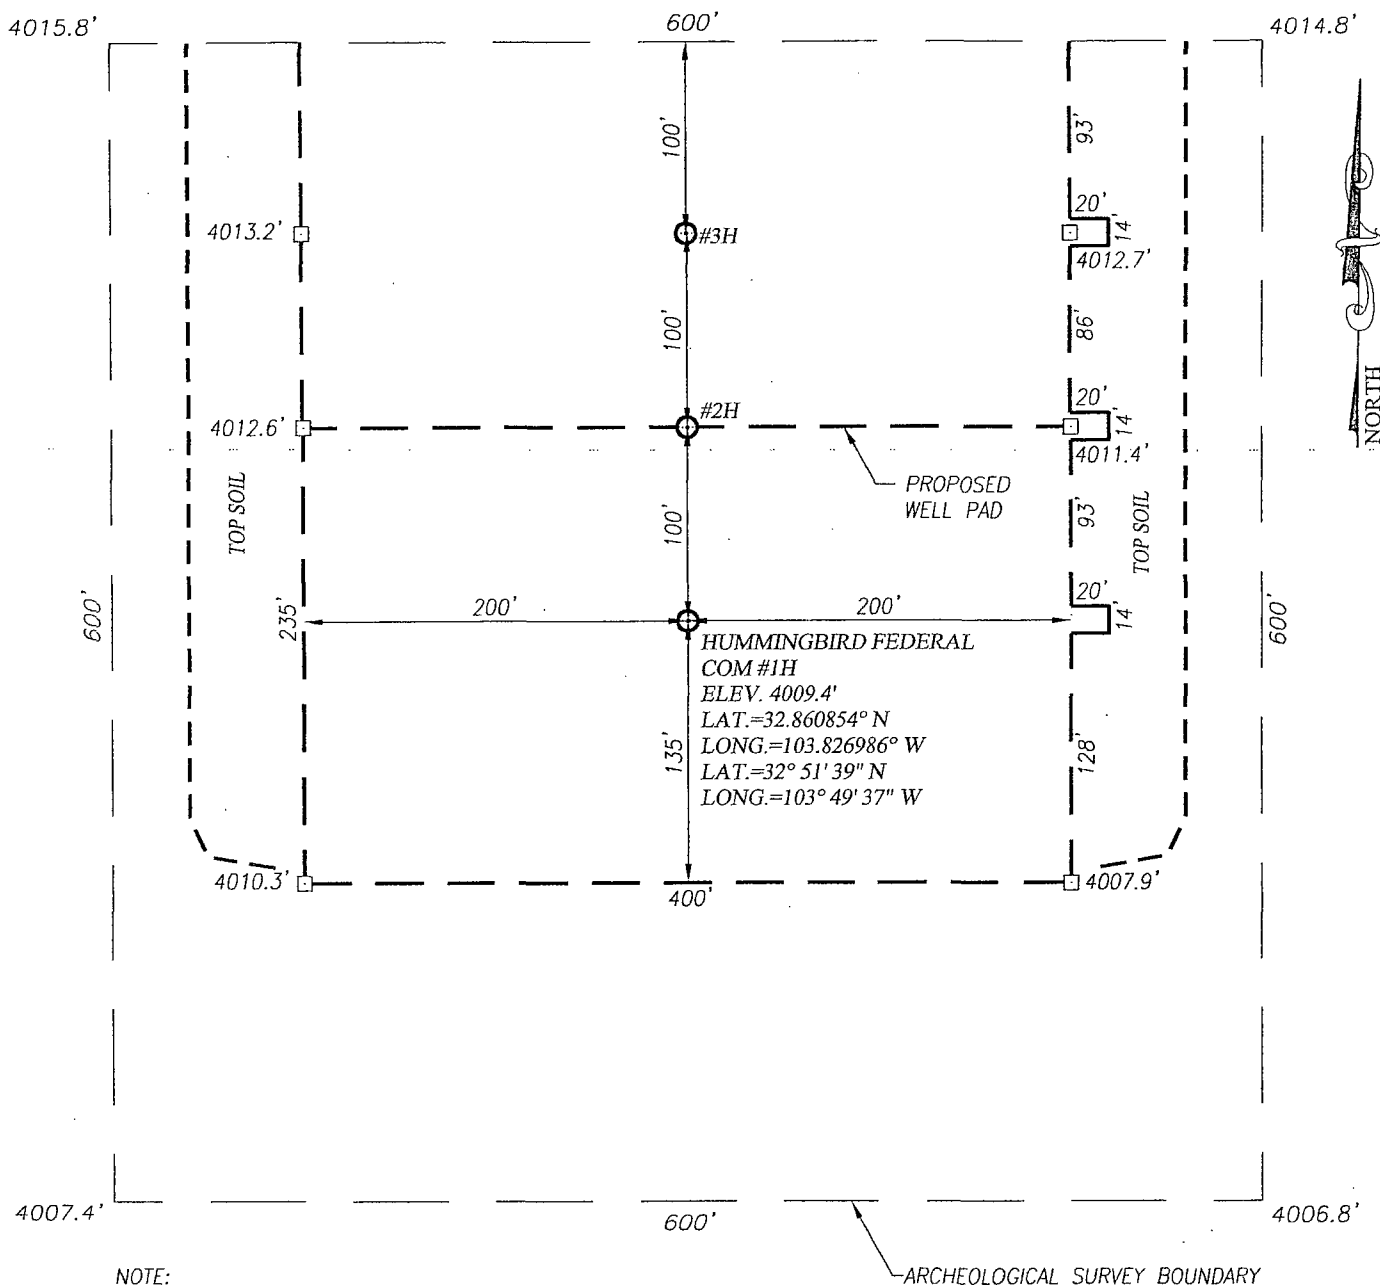 4015.8'
600'
4014.8'
100'
93'
20'
14'
4013.2'
#3H
4012.7'
100'
86'
20'
14'
#2H
4012.6'
4011.4'
NORTH
PROPOSED
WELL PAD
TOP SOIL
TOP SOIL
100'
93'
20'
14'
600'
235'
200'
200'
600'
HUMMINGBIRD FEDERAL
COM #1H
ELEV. 4009.4'
LAT.=32.860854° N
LONG.=103.826986° W
LAT.=32° 51' 39" N
LONG.=103° 49' 37" W
135'
128'
4010.3'
400'
4007.9'
4007.4'
600'
4006.8'
NOTE:
ARCHEOLOGICAL SURVEY BOUNDARY